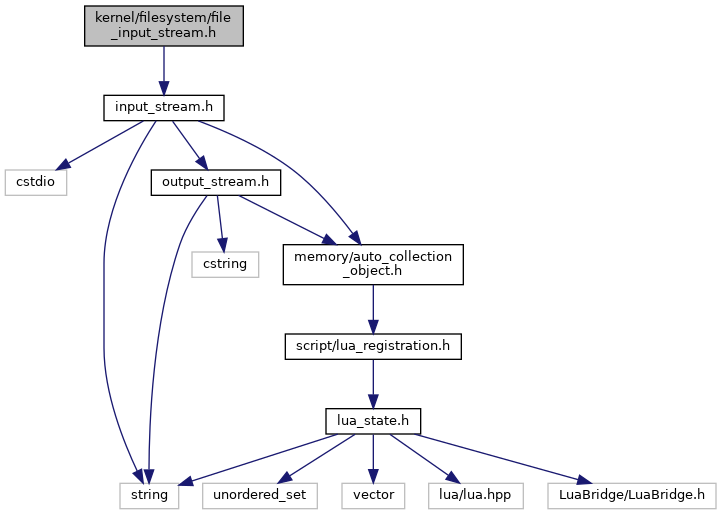 kernel/filesystem/file
_input_stream.h
input_stream.h
cstdio
output_stream.h
cstring
memory/auto_collection
_object.h
script/lua_registration.h
lua_state.h
string
unordered_set
vector
lua/lua.hpp
LuaBridge/LuaBridge.h